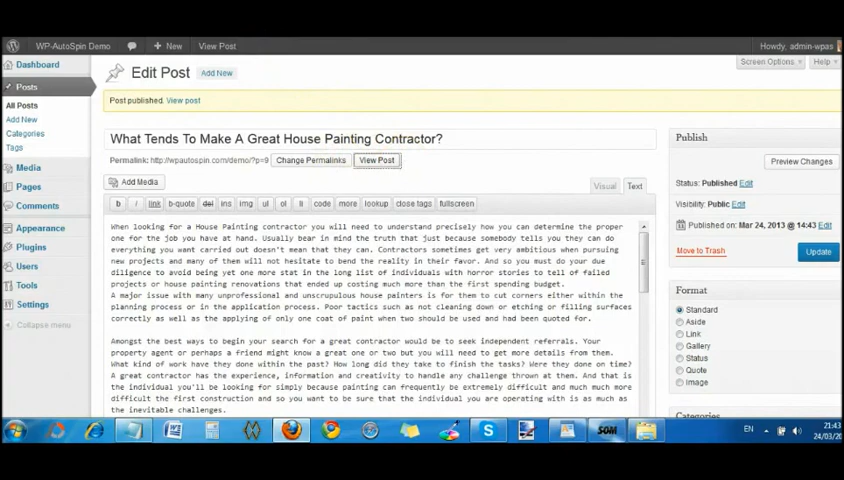 WP-AutoSpin Demo
New
View Post
Howdy, admin-wpas
Dashboard
Posts
All Posts
Add New
Categories
Tags
Media
Pages
Comments
Appearance
Plugins
Users
Tools
Settings
Collapse menu
Edit Post
Add New
Screen Options
Help
Post published. View post
What Tends To Make A Great House Painting Contractor?
Permalink: http://wpautospin.com/demo/?p=9
Change Permalinks
View Post
Add Media
Visual
Text
b
i
link
b-quote
del
ins
img
ul
ol
li
code
more
lookup
close tags
fullscreen
When looking for a House Painting contractor you will need to understand precisely how you can determine the proper
one for the job you have at hand. Usually bear in mind the truth that just because somebody tells you they can do
everything you want carried out doesn't mean that they can. Contractors sometimes get very ambitious when pursuing
new projects and many of them will not hesitate to bend the reality in their favor. And so you must do your due
diligence to avoid being yet one more stat in the long list of individuals with horror stories to tell of failed
projects or house painting renovations that ended up costing much more than the first spending budget.
A major issue with many unprofessional and unscrupulous house painters is for them to cut corners either within the
planning process or in the application process. Poor tactics such as not cleaning down or etching or filling surfaces
correctly as well as the applying of only one coat of paint when two should be used and had been quoted for.
Amongst the best ways to begin your search for a great contractor would be to seek independent referrals. Your
property agent or perhaps a friend might know a great one or two but you will need to get more details from them.
What kind of work have they done within the past? How long did they take to finish the tasks? Were they done on time?
A great contractor has the experience, information and creativity to handle any challenge thrown at them. And that is
the individual you'll be looking for simply because painting can frequently be extremely difficult and much much more
difficult the first construction and so you want to be sure that the individual you are operating with is as much as
the inevitable challenges.
Publish
Preview Changes
Status: Published Edit
Visibility: Public Edit
Published on: Mar 24, 2013 @ 14:43 Edit
Move to Trash
Update
Format
Standard
Aside
Link
Gallery
Status
Quote
Image
Categories
SOM
EN
21:43
24/03/20